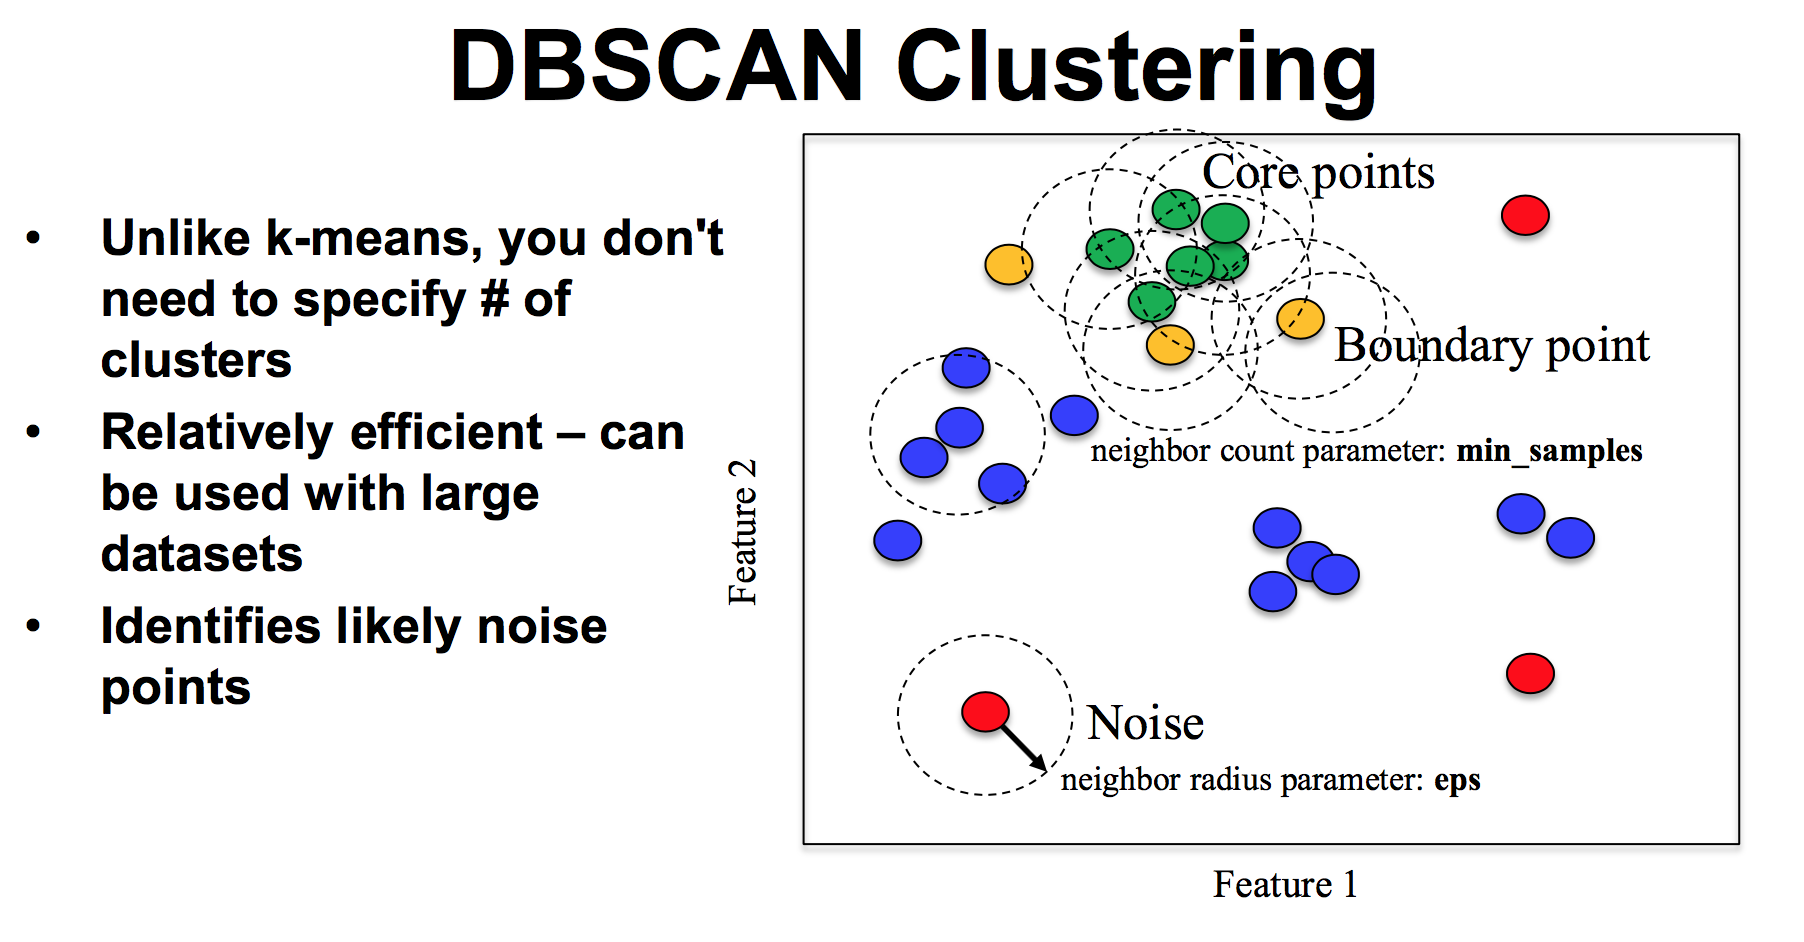 DBSCAN Clustering
• Unlike k-means, you don't
need to specify # of
clusters
• Relatively efficient – can
be used with large
datasets
• Identifies likely noise
points
Core points
Boundary point
neighbor count parameter: min_samples
Feature 2
Noise
neighbor radius parameter: eps
Feature 1